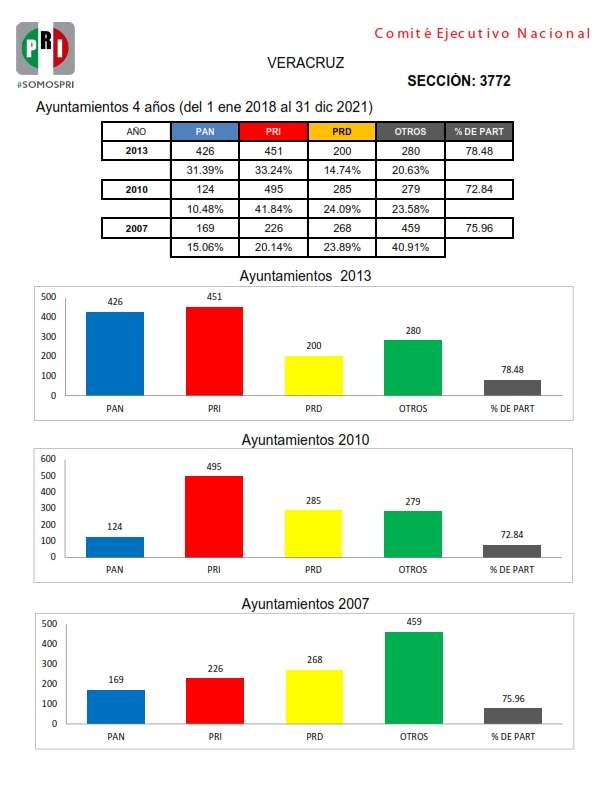 Comité Ejecutivo Nacional
PRI
#SOMOSPRI
VERACRUZ
SECCIÓN: 3772
Ayuntamientos 4 años (del 1 ene 2018 al 31 dic 2021)
AÑO PAN PRI PRD OTROS % DE PART
2013 426 451 200 280 78.48
31.39% 33.24% 14.74% 20.63%
2010 124 495 285 279 72.84
10.48% 41.84% 24.09% 23.58%
2007 169 226 268 459 75.96
15.06% 20.14% 23.89% 40.91%
Ayuntamientos 2013
500
400
300
200
100
0
426 451 200 280 78.48
PAN PRI PRD OTROS % DE PART
Ayuntamientos 2010
600
500
400
300
200
100
0
124 495 285 279 72.84
PAN PRI PRD OTROS % DE PART
Ayuntamientos 2007
500
400
300
200
100
0
169 226 268 459 75.96
PAN PRI PRD OTROS % DE PART